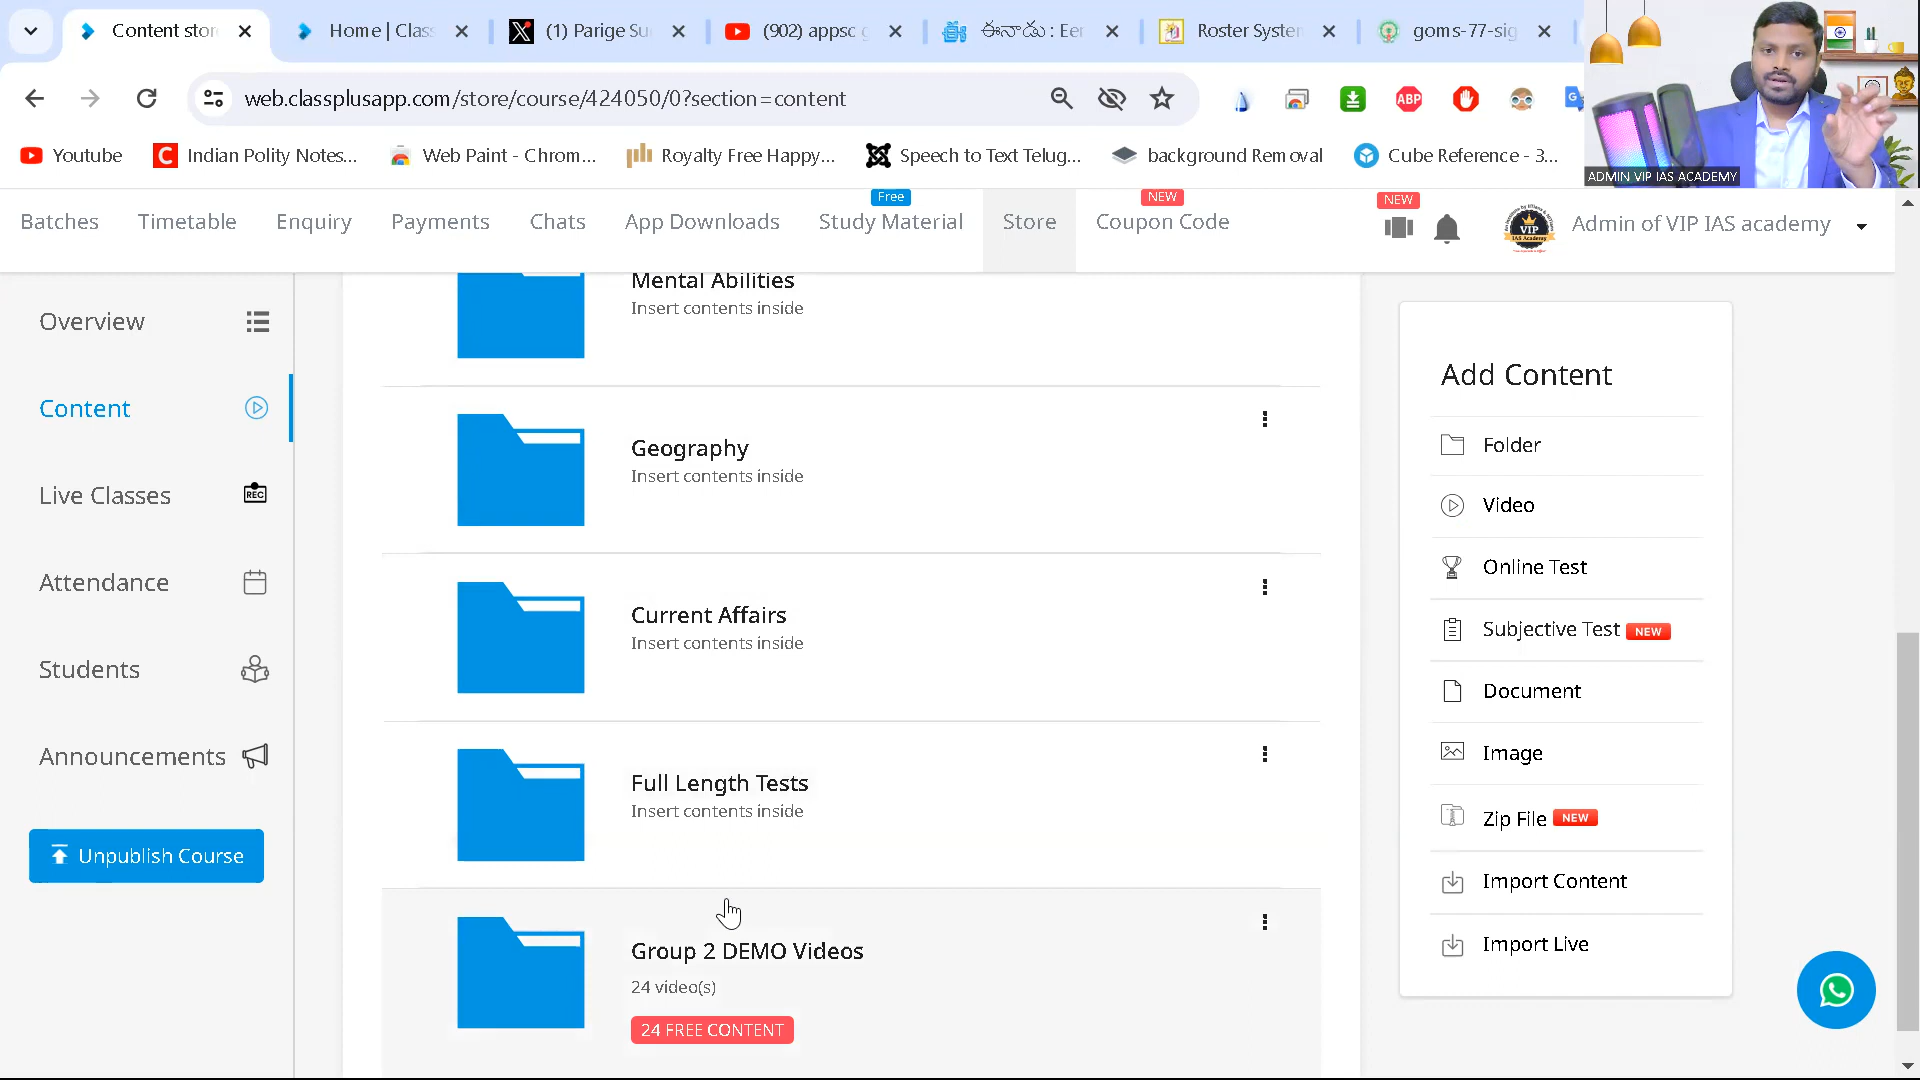 Content stor
Home | Class
(1) Parige Su
(902) appsc g
ఈనాడు : Eer
Roster System
goms-77-sig
web.classplusapp.com/store/course/424050/0?section=content
ABP
Youtube
Indian Polity Notes...
Web Paint - Chrom...
Royalty Free Happy...
Speech to Text Telug...
background Removal
Cube Reference - 3...
ADMIN VIP IAS ACADEMY
Batches
Timetable
Enquiry
Payments
Chats
App Downloads
Free
Study Material
Store
NEW
Coupon Code
NEW
VIP
IAS Academy
Admin of VIP IAS academy
Overview
Content
Live Classes
REC
Attendance
Students
Announcements
Unpublish Course
Mental Abilities
Insert contents inside
Geography
Insert contents inside
Current Affairs
Insert contents inside
Full Length Tests
Insert contents inside
Group 2 DEMO Videos
24 video(s)
24 FREE CONTENT
Add Content
Folder
Video
Online Test
Subjective Test NEW
Document
Image
Zip File NEW
Import Content
Import Live